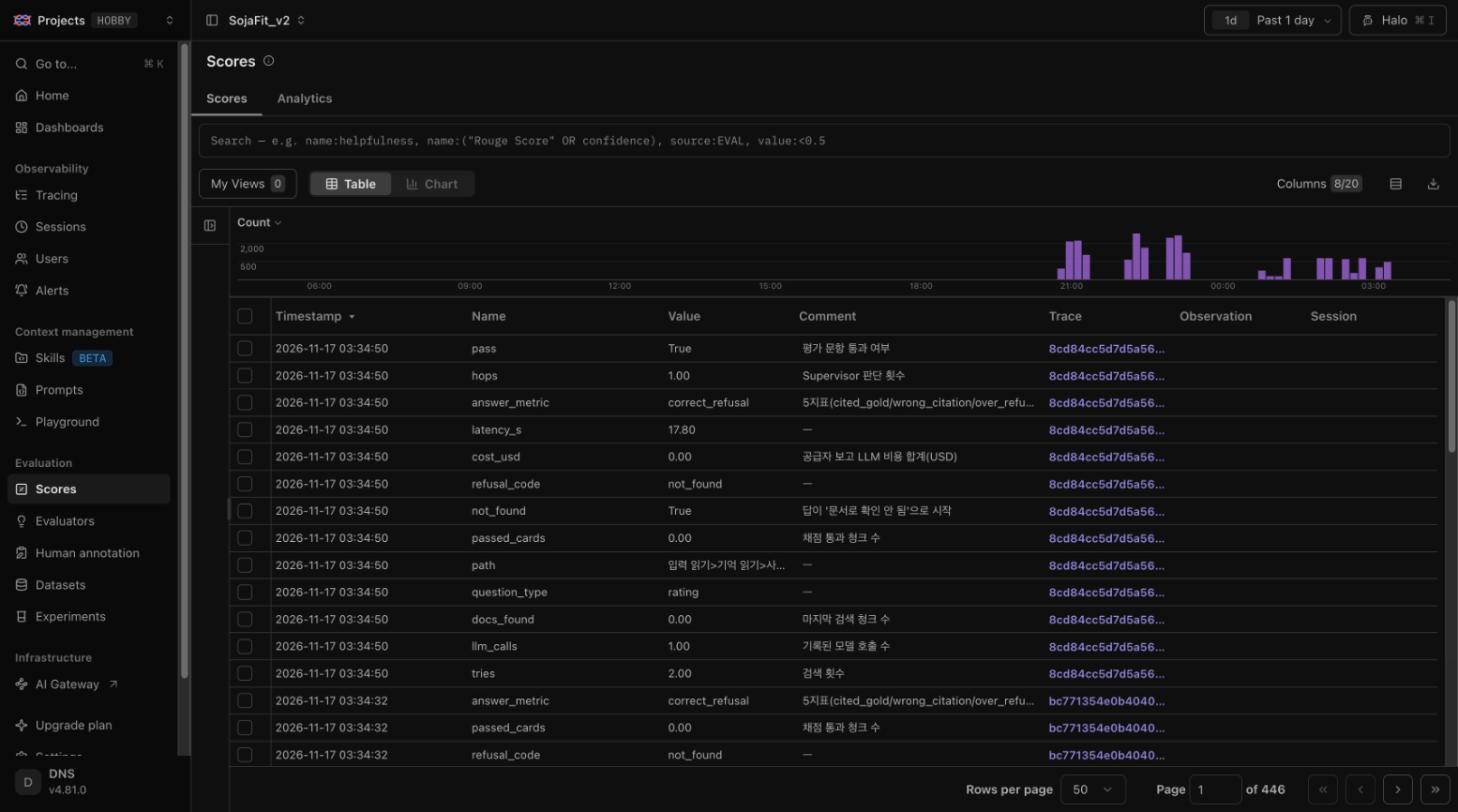 Projects HOBBY
SojaFit_v2
1d Past 1 day
Halo ⌘ I
Go to... ⌘ K
Home
Dashboards
Observability
Tracing
Sessions
Users
Alerts
Context management
Skills BETA
Prompts
Playground
Evaluation
Scores
Evaluators
Human annotation
Datasets
Experiments
Infrastructure
AI Gateway
Upgrade plan
Settings
D DNS
v4.81.0
Scores
Scores Analytics
Search — e.g. name:helpfulness, name:("Rouge Score" OR confidence), source:EVAL, value:<0.5
My Views 0 Table Chart Columns 8/20
Count
2,000
500
06:00 09:00 12:00 15:00 18:00 21:00 00:00 03:00
Timestamp Name Value Comment Trace Observation Session
2026-11-17 03:34:50 pass True 평가 문항 통과 여부 8cd84cc5d7d5a56...
2026-11-17 03:34:50 hops 1.00 Supervisor 판단 횟수 8cd84cc5d7d5a56...
2026-11-17 03:34:50 answer_metric correct_refusal 5지표(cited_gold/wrong_citation/over_refu... 8cd84cc5d7d5a56...
2026-11-17 03:34:50 latency_s 17.80 — 8cd84cc5d7d5a56...
2026-11-17 03:34:50 cost_usd 0.00 공급자 보고 LLM 비용 합계(USD) 8cd84cc5d7d5a56...
2026-11-17 03:34:50 refusal_code not_found — 8cd84cc5d7d5a56...
2026-11-17 03:34:50 not_found True 답이 '문서로 확인 안 됨'으로 시작 8cd84cc5d7d5a56...
2026-11-17 03:34:50 passed_cards 0.00 채점 통과 청크 수 8cd84cc5d7d5a56...
2026-11-17 03:34:50 path 입력 읽기>기억 읽기>사... — 8cd84cc5d7d5a56...
2026-11-17 03:34:50 question_type rating — 8cd84cc5d7d5a56...
2026-11-17 03:34:50 docs_found 0.00 마지막 검색 청크 수 8cd84cc5d7d5a56...
2026-11-17 03:34:50 llm_calls 1.00 기록된 모델 호출 수 8cd84cc5d7d5a56...
2026-11-17 03:34:50 tries 2.00 검색 횟수 8cd84cc5d7d5a56...
2026-11-17 03:34:32 answer_metric correct_refusal 5지표(cited_gold/wrong_citation/over_refu... bc771354e0b4040...
2026-11-17 03:34:32 passed_cards 0.00 채점 통과 청크 수 bc771354e0b4040...
2026-11-17 03:34:32 refusal_code not_found — bc771354e0b4040...
Rows per page 50 Page 1 of 446